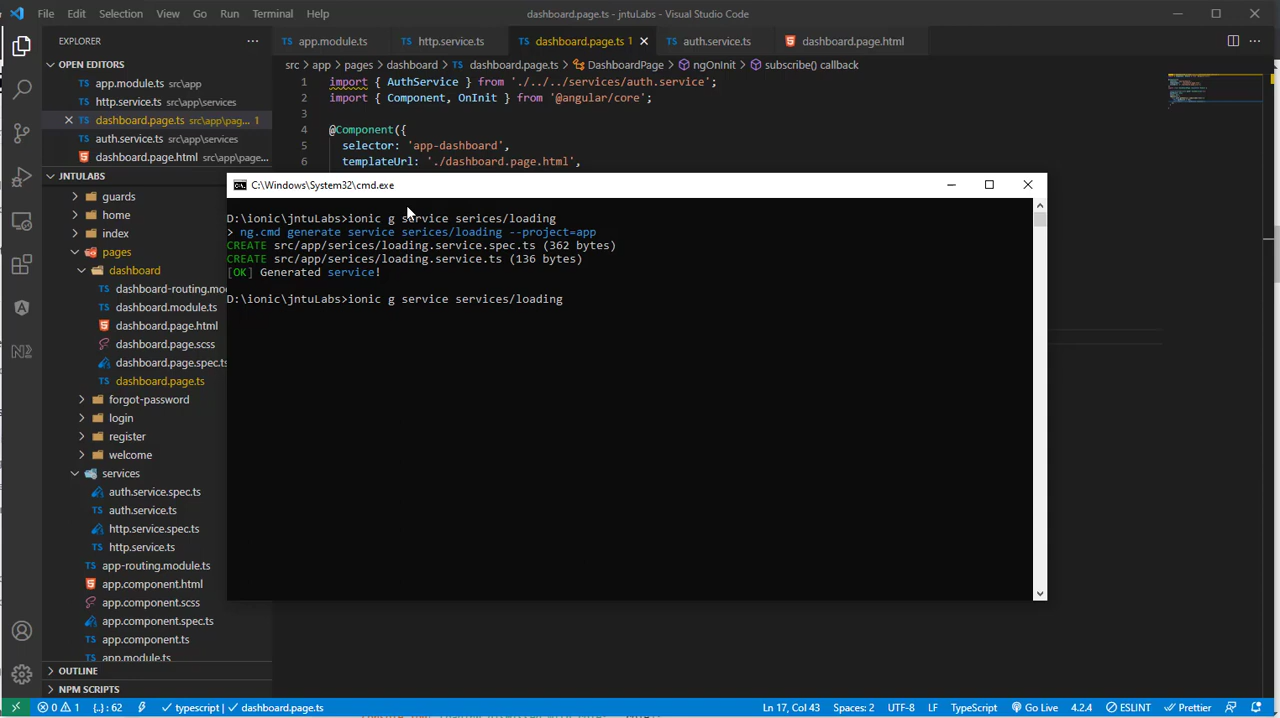 File Edit Selection View Go Run Terminal Help dashboard.page.ts - jntuLabs - Visual Studio Code
EXPLORER
OPEN EDITORS
TS app.module.ts src\app
TS http.service.ts src\app\services
TS dashboard.page.ts src\app\pag... 1
TS auth.service.ts src\app\services
dashboard.page.html src\app\page...
JNTULABS
guards
home
index
pages
dashboard
dashboard-routing.mo
TS dashboard.module.ts
dashboard.page.html
dashboard.page.scss
dashboard.page.spec.ts
TS dashboard.page.ts
forgot-password
login
register
welcome
services
auth.service.spec.ts
TS auth.service.ts
http.service.spec.ts
TS http.service.ts
TS app-routing.module.ts
app.component.html
app.component.scss
app.component.spec.ts
TS app.component.ts
TS app.module.ts
OUTLINE
NPM SCRIPTS
TS app.module.ts TS http.service.ts TS dashboard.page.ts 1 TS auth.service.ts dashboard.page.html
src > app > pages > dashboard > TS dashboard.page.ts > DashboardPage > ngOnInit > subscribe() callback
1 import { AuthService } from './../../services/auth.service';
2 import { Component, OnInit } from '@angular/core';
3
4 @Component({
5 selector: 'app-dashboard',
6 templateUrl: './dashboard.page.html',
C:\Windows\System32\cmd.exe
D:\ionic\jntuLabs>ionic g service serices/loading
> ng.cmd generate service serices/loading --project=app
CREATE src/app/serices/loading.service.spec.ts (362 bytes)
CREATE src/app/serices/loading.service.ts (136 bytes)
[OK] Generated service!
D:\ionic\jntuLabs>ionic g service services/loading
0 1 {..} : 62 typescript | dashboard.page.ts Ln 17, Col 43 Spaces: 2 UTF-8 LF TypeScript Go Live 4.2.4 ESLINT Prettier